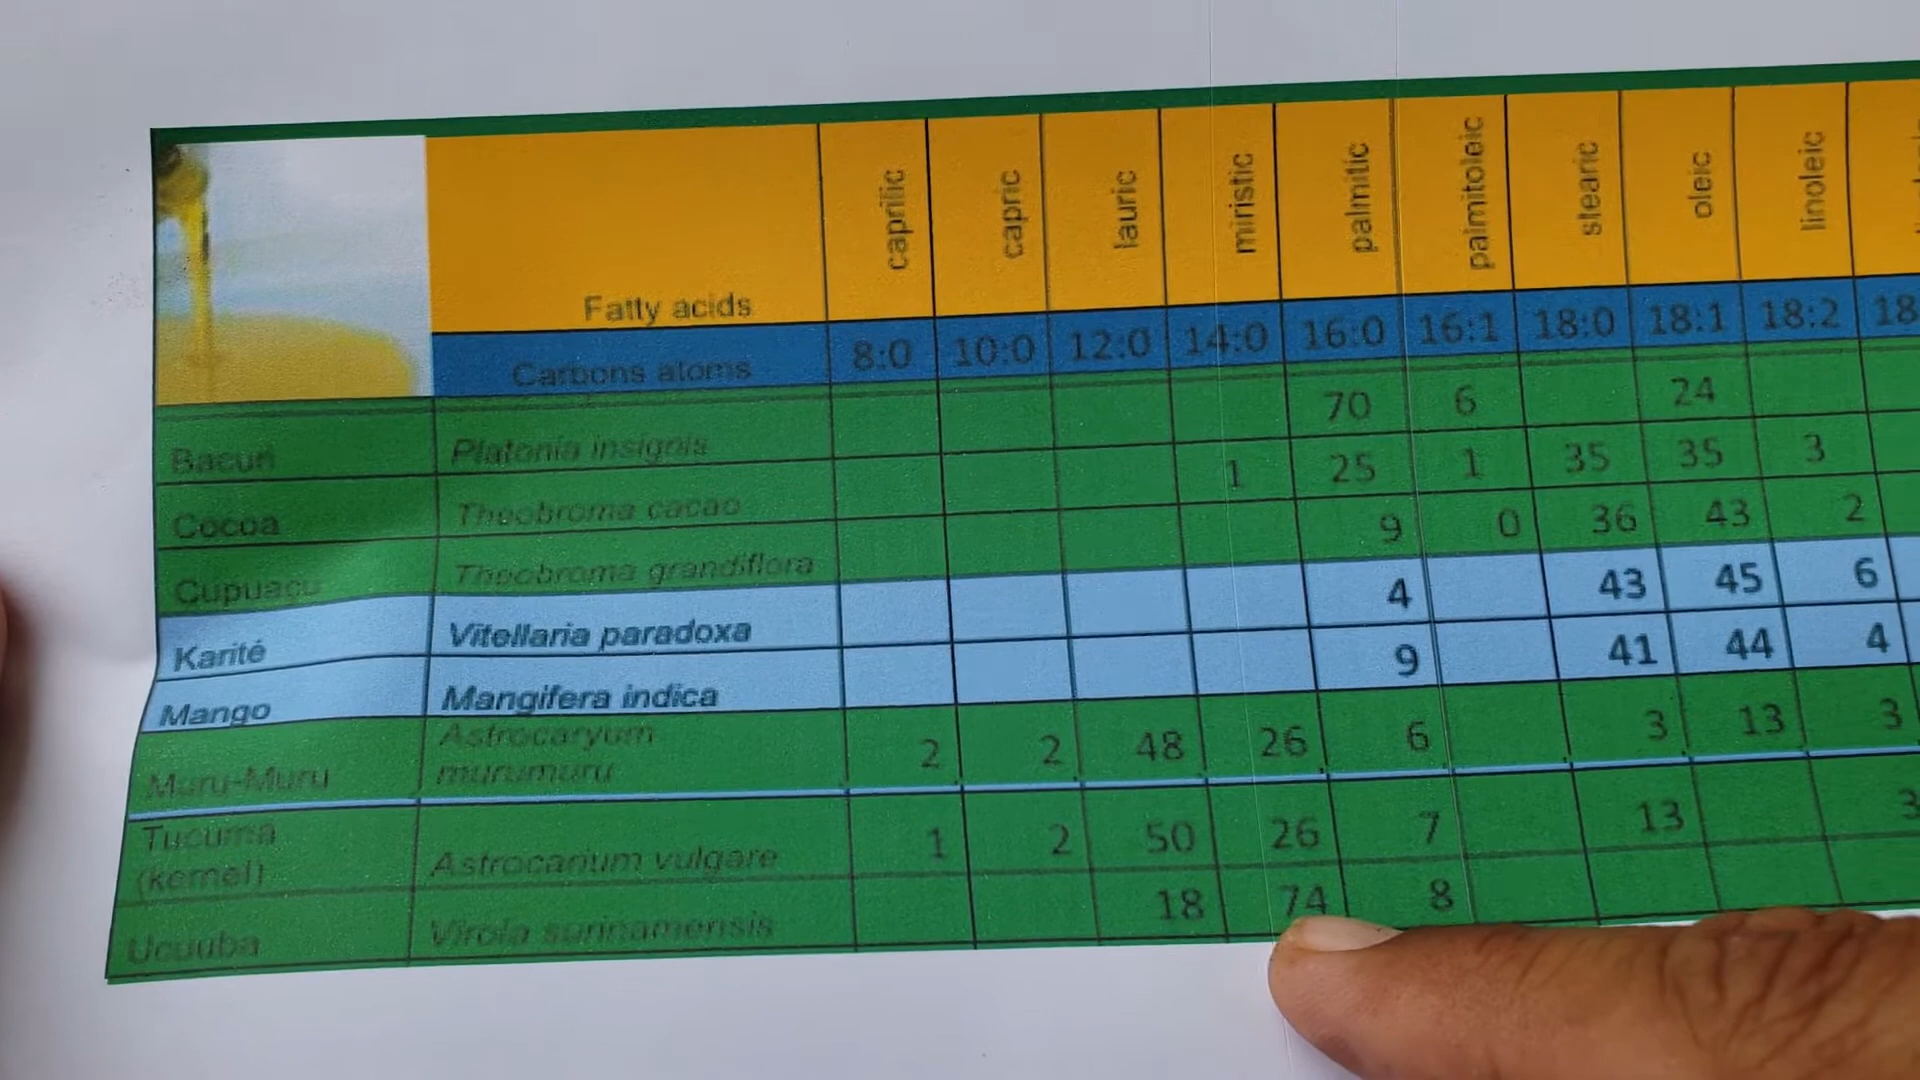 Fatty acids caprilic capric lauric miristic palmitic palmitoleic stearic oleic linoleic
Carbons atoms 8:0 10:0 12:0 14:0 16:0 16:1 18:0 18:1 18:2 18
Bacuri Platonia insignis 70 6 24
Cocoa Theobroma cacao 1 25 1 35 35 3
Cupuacu Theobroma grandiflora 9 0 36 43 2
Karité Vitellaria paradoxa 4 43 45 6
Mango Mangifera indica 9 41 44 4
Muru-Muru Astrocaryum murumuru 2 2 48 26 6 3 13 3
Tucuma (kernel) Astrocarium vulgare 1 2 50 26 7 13 3
Ucuuba Virola surinamensis 18 74 8